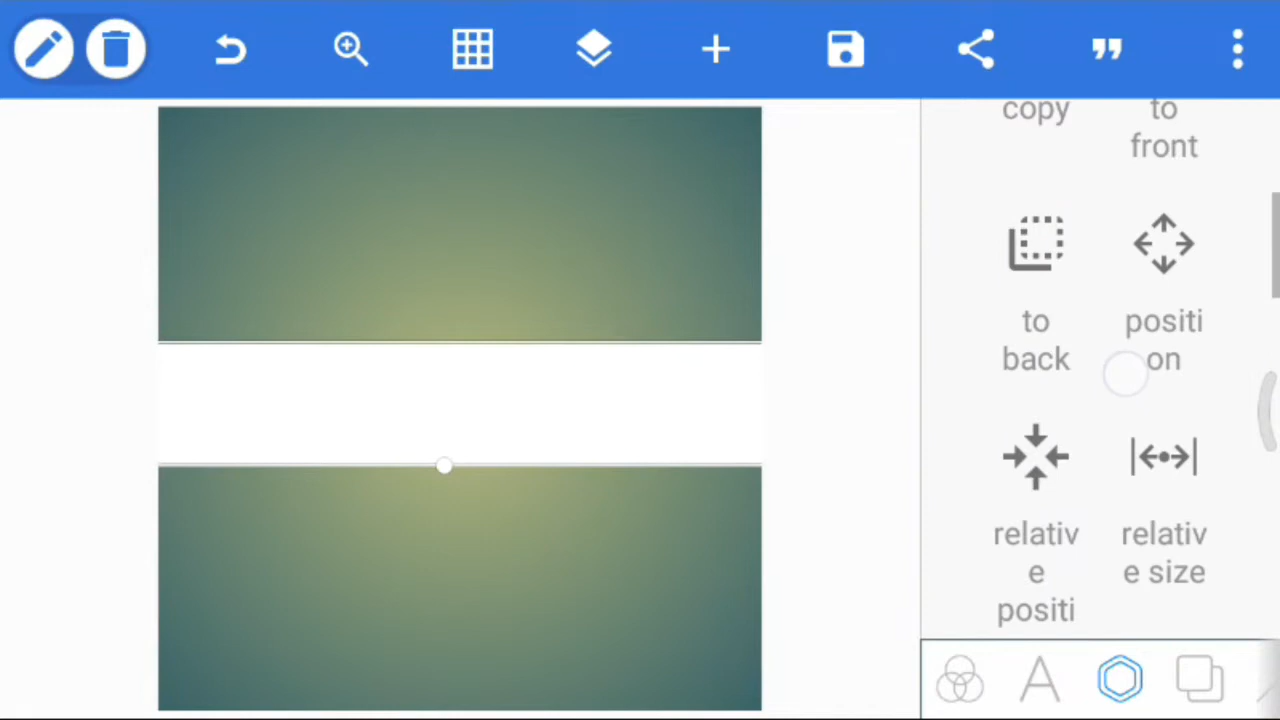 copy
to
front
to
back
positi
on
relativ
e
positi
relativ
e size